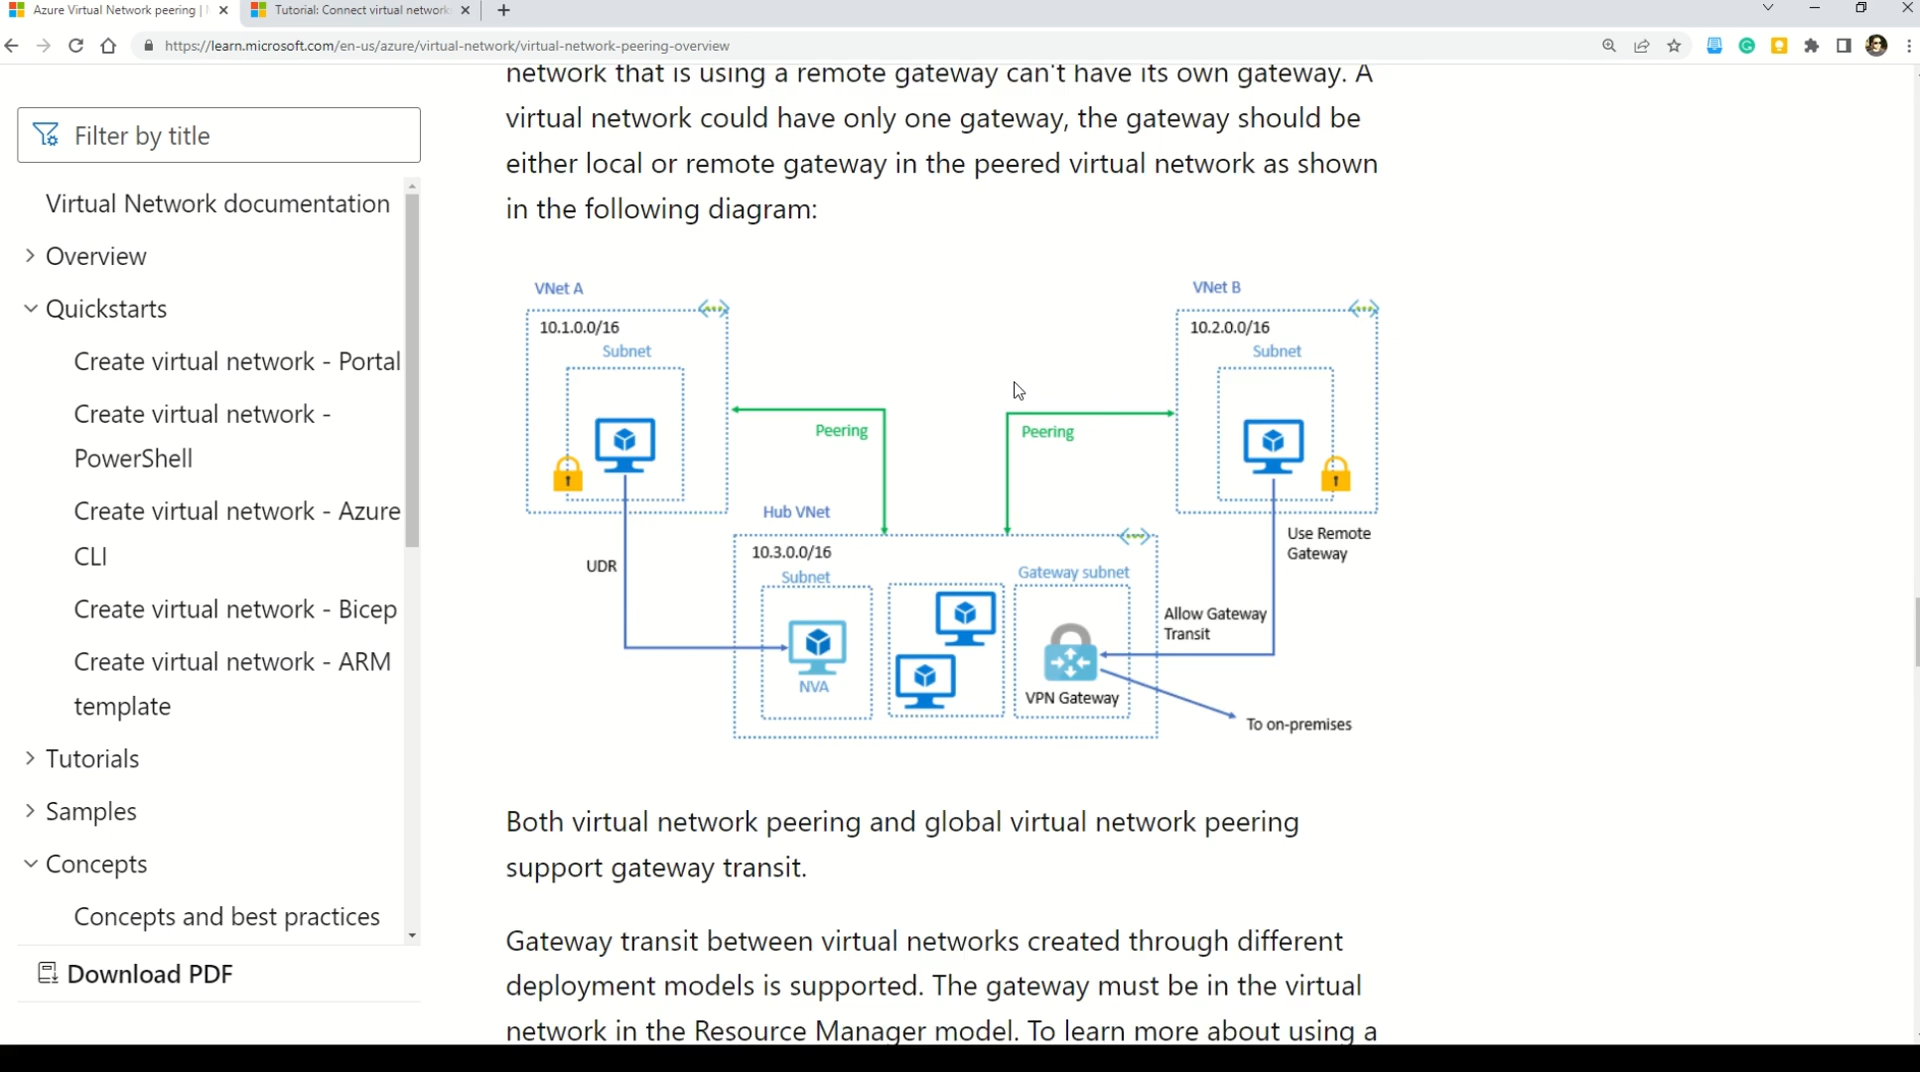 Azure Virtual Network peering |
Tutorial: Connect virtual network
https://learn.microsoft.com/en-us/azure/virtual-network/virtual-network-peering-overview
Filter by title
Virtual Network documentation
Overview
Quickstarts
Create virtual network - Portal
Create virtual network -
PowerShell
Create virtual network - Azure
CLI
Create virtual network - Bicep
Create virtual network - ARM
template
Tutorials
Samples
Concepts
Concepts and best practices
Download PDF
network that is using a remote gateway can't have its own gateway. A
virtual network could have only one gateway, the gateway should be
either local or remote gateway in the peered virtual network as shown
in the following diagram:
VNet A
10.1.0.0/16
Subnet
VNet B
10.2.0.0/16
Subnet
Peering
Peering
Hub VNet
10.3.0.0/16
Subnet
NVA
UDR
Gateway subnet
VPN Gateway
Use Remote
Gateway
Allow Gateway
Transit
To on-premises
Both virtual network peering and global virtual network peering
support gateway transit.
Gateway transit between virtual networks created through different
deployment models is supported. The gateway must be in the virtual
network in the Resource Manager model. To learn more about using a